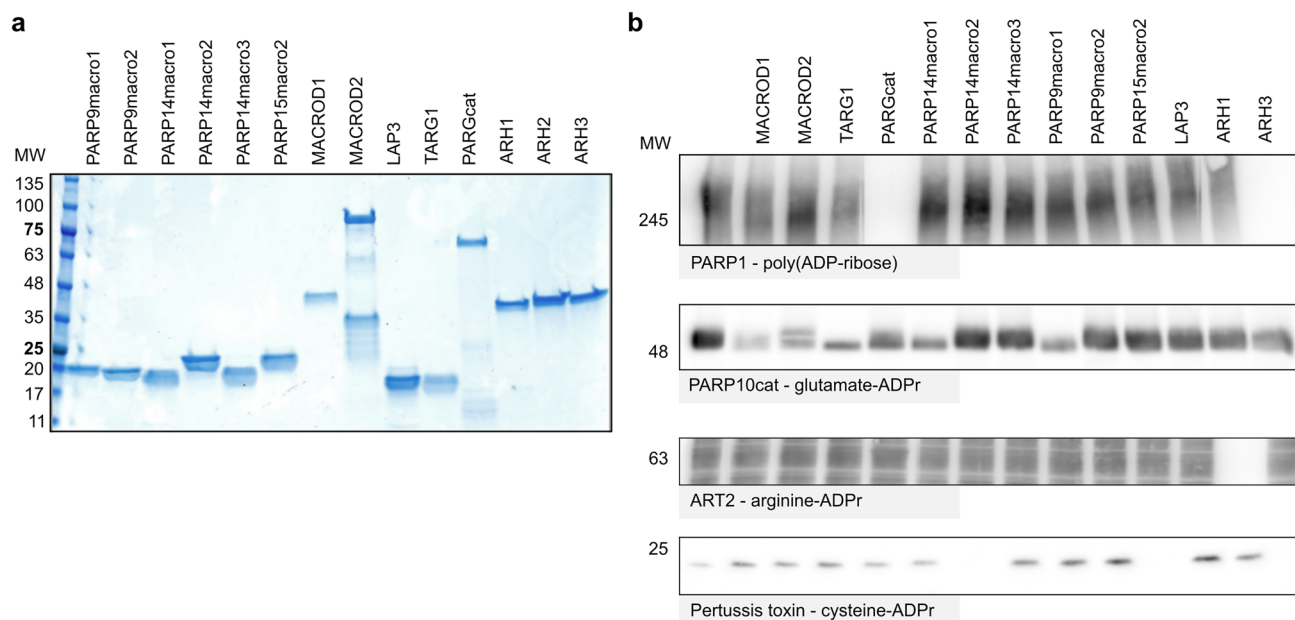 a
PARP9macro1
PARP9macro2
PARP14macro1
PARP14macro2
PARP14macro3
PARP15macro2
MACROD1
MACROD2
LAP3
TARG1
PARGcat
ARH1
ARH2
ARH3
MW
135
100
75
63
48
35
25
20
17
11
b
MACROD1
MACROD2
TARG1
PARGcat
PARP14macro1
PARP14macro2
PARP14macro3
PARP9macro1
PARP9macro2
PARP15macro2
LAP3
ARH1
ARH3
MW
245
PARP1 - poly(ADP-ribose)
48
PARP10cat - glutamate-ADPr
63
ART2 - arginine-ADPr
25
Pertussis toxin - cysteine-ADPr